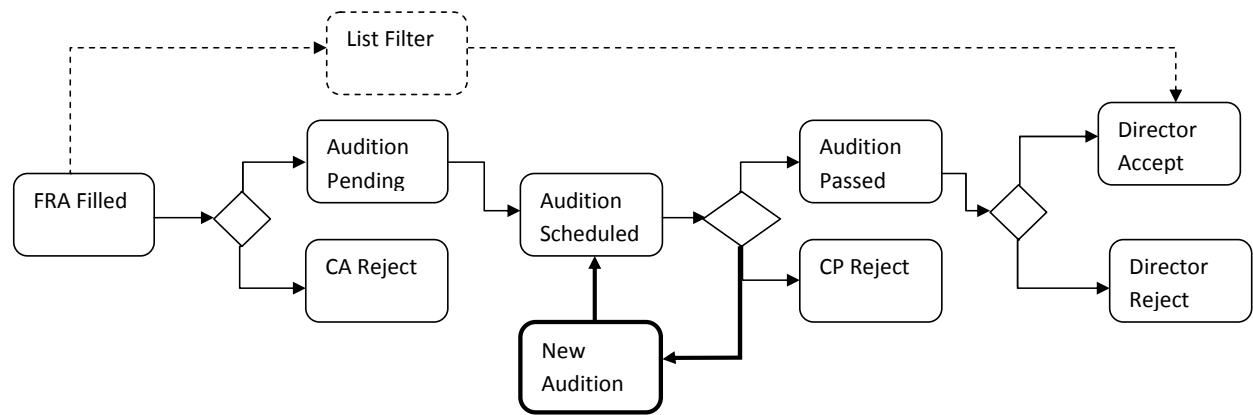 List Filter
Director
Accept
Audition
Pending
Audition
Passed
FRA Filled
Audition
Scheduled
CA Reject
CP Reject
Director
Reject
New
Audition